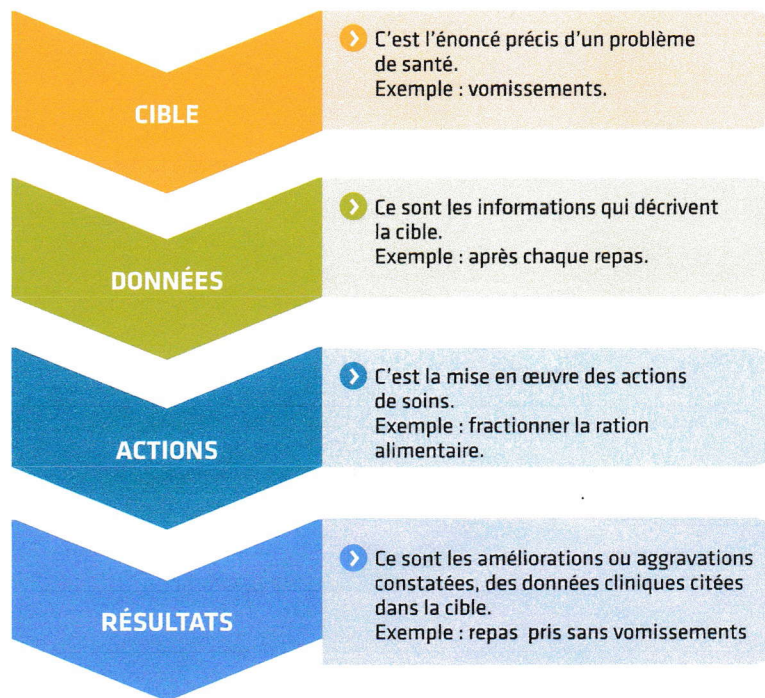 CIBLE
C'est l'énoncé précis d'un problème
de santé.
Exemple : vomissements.
DONNÉES
Ce sont les informations qui décrivent
la cible.
Exemple : après chaque repas.
ACTIONS
C'est la mise en œuvre des actions
de soins.
Exemple : fractionner la ration
alimentaire.
RÉSULTATS
Ce sont les améliorations ou aggravations
constatées, des données cliniques citées
dans la cible.
Exemple : repas pris sans vomissements